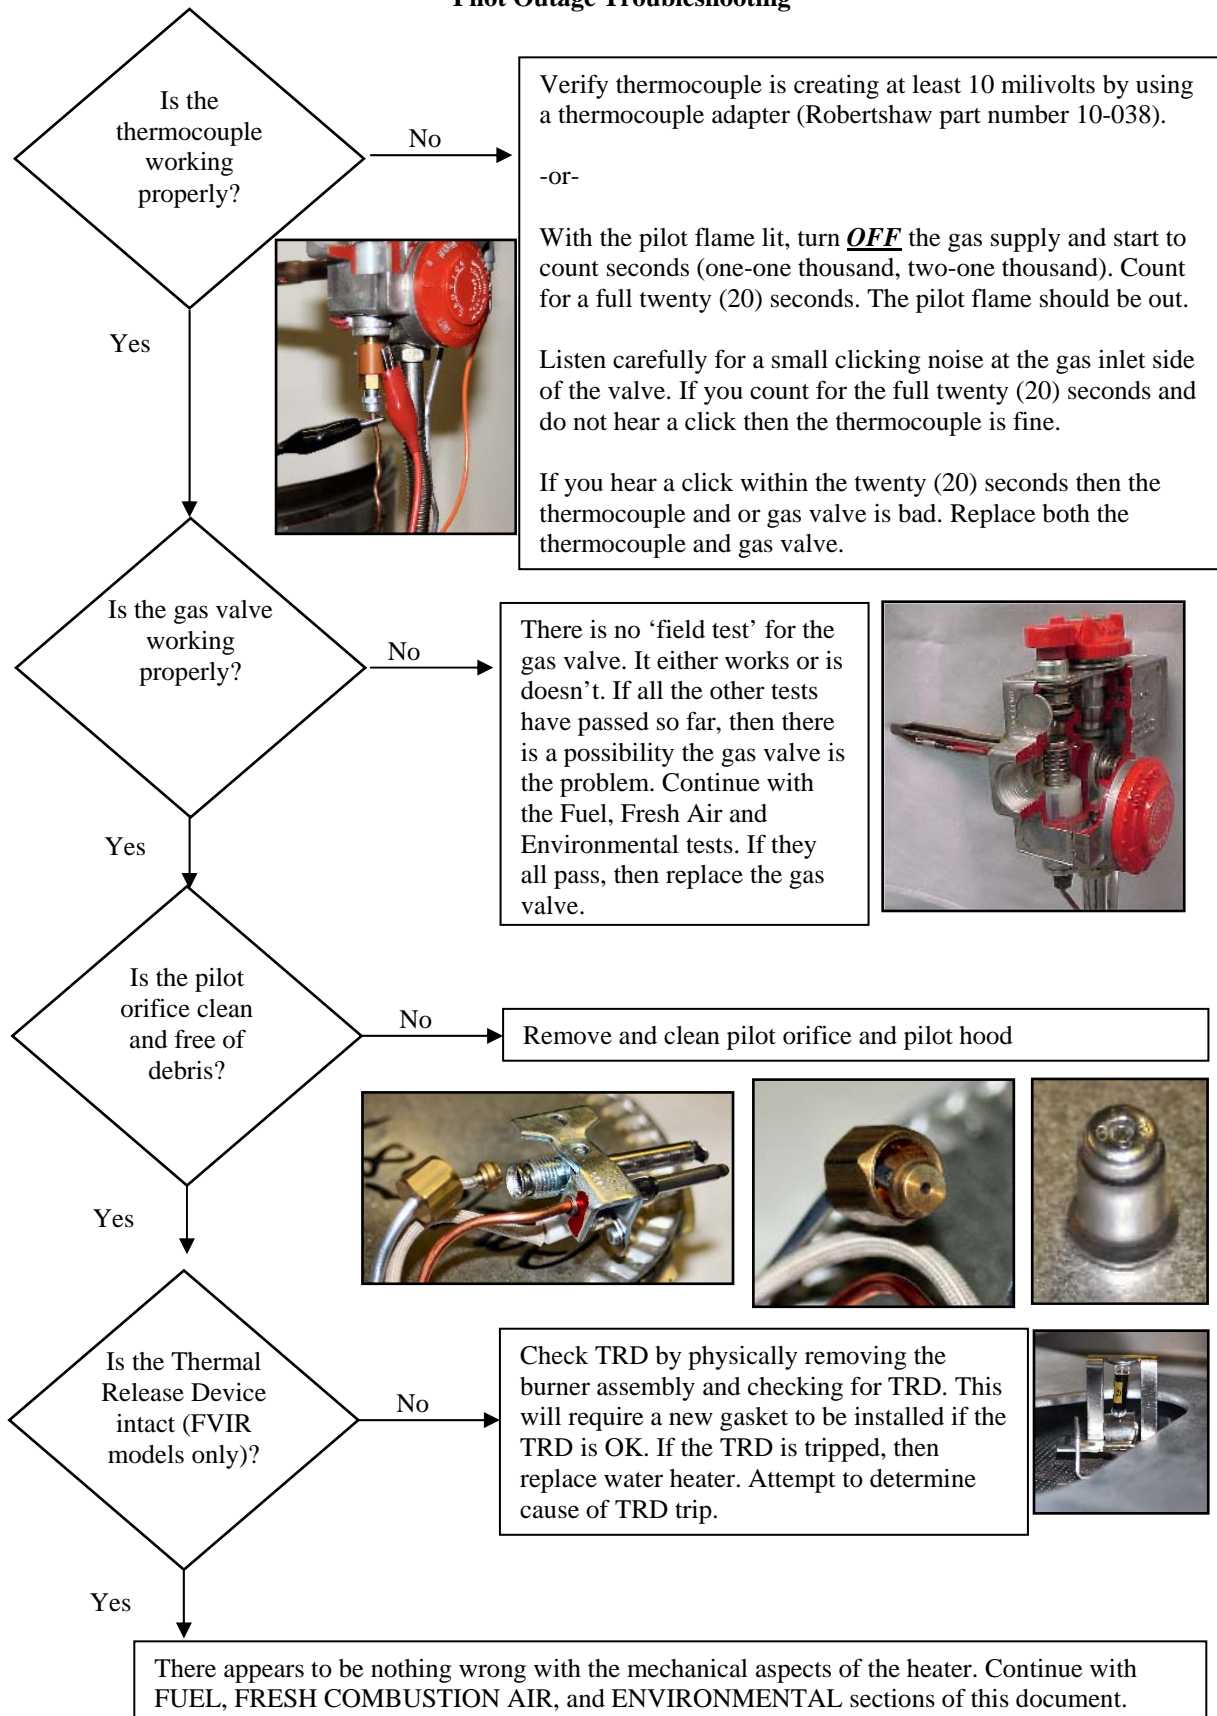 Pilot Outage Troubleshooting
Is the
thermocouple
working
properly?
No
Verify thermocouple is creating at least 10 milivolts by using
a thermocouple adapter (Robertshaw part number 10-038).
-or-
With the pilot flame lit, turn OFF the gas supply and start to
count seconds (one-one thousand, two-one thousand). Count
for a full twenty (20) seconds. The pilot flame should be out.
Listen carefully for a small clicking noise at the gas inlet side
of the valve. If you count for the full twenty (20) seconds and
do not hear a click then the thermocouple is fine.
If you hear a click within the twenty (20) seconds then the
thermocouple and or gas valve is bad. Replace both the
thermocouple and gas valve.
Yes
Is the gas valve
working
properly?
No
There is no ‘field test’ for the
gas valve. It either works or is
doesn’t. If all the other tests
have passed so far, then there
is a possibility the gas valve is
the problem. Continue with
the Fuel, Fresh Air and
Environmental tests. If they
all pass, then replace the gas
valve.
Yes
Is the pilot
orifice clean
and free of
debris?
No
Remove and clean pilot orifice and pilot hood
Yes
Is the Thermal
Release Device
intact (FVIR
models only)?
No
Check TRD by physically removing the
burner assembly and checking for TRD. This
will require a new gasket to be installed if the
TRD is OK. If the TRD is tripped, then
replace water heater. Attempt to determine
cause of TRD trip.
Yes
There appears to be nothing wrong with the mechanical aspects of the heater. Continue with
FUEL, FRESH COMBUSTION AIR, and ENVIRONMENTAL sections of this document.